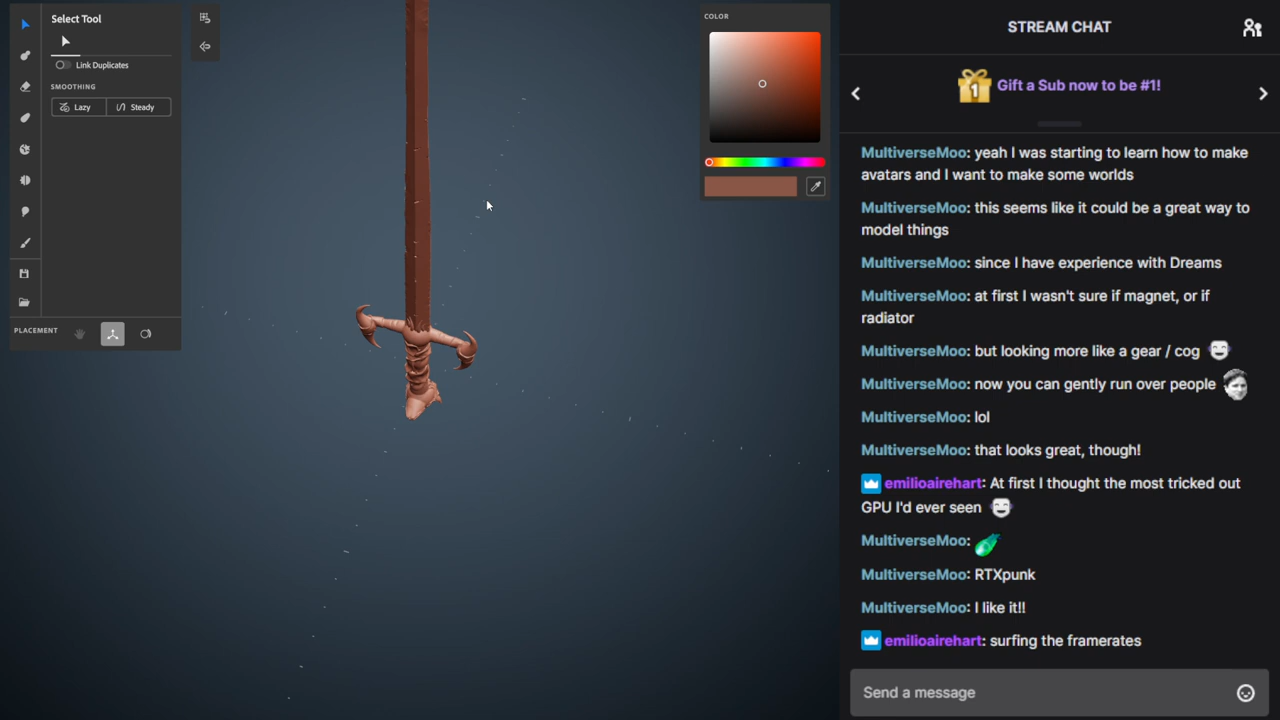 Select Tool
Link Duplicates
SMOOTHING
Lazy
Steady
PLACEMENT
COLOR
STREAM CHAT
1
Gift a Sub now to be #1!
MultiverseMoo: yeah I was starting to learn how to make
avatars and I want to make some worlds
MultiverseMoo: this seems like it could be a great way to
model things
MultiverseMoo: since I have experience with Dreams
MultiverseMoo: at first I wasn't sure if magnet, or if
radiator
MultiverseMoo: but looking more like a gear / cog
MultiverseMoo: now you can gently run over people
MultiverseMoo: lol
MultiverseMoo: that looks great, though!
emilioairehart: At first I thought the most tricked out
GPU I'd ever seen
MultiverseMoo:
MultiverseMoo: RTXpunk
MultiverseMoo: I like it!!
emilioairehart: surfing the framerates
Send a message